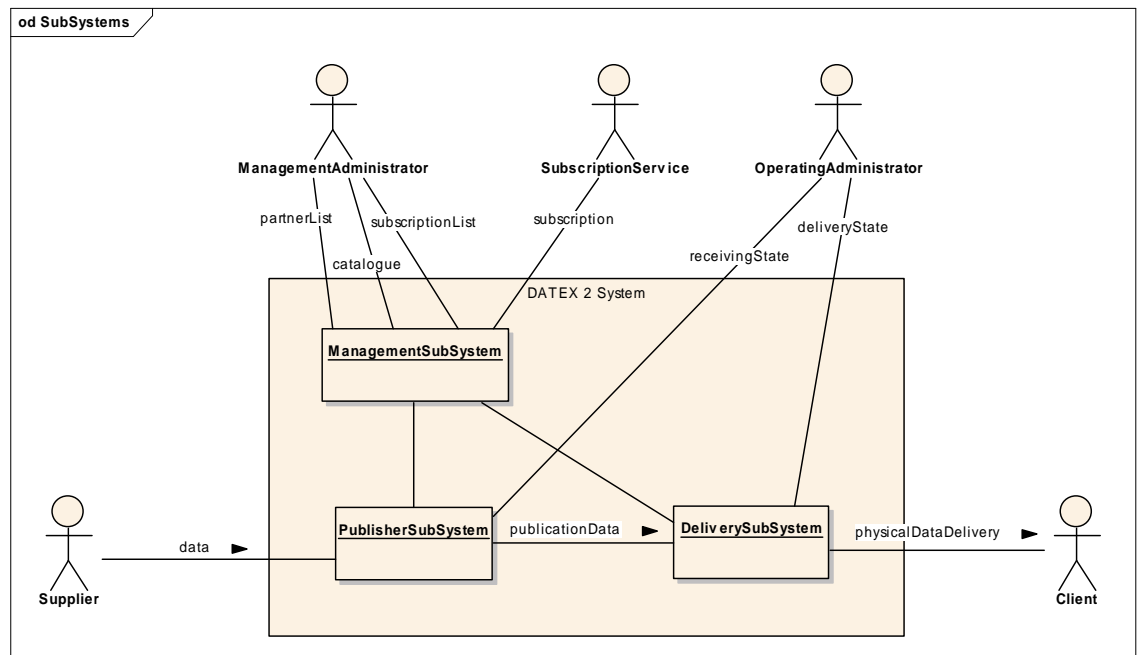 od SubSystems
ManagementAdministrator
SubscriptionService
OperatingAdministrator
partnerList
subscriptionList
subscription
deliveryState
catalogue
receivingState
DATEX 2 System
ManagementSubSystem
PublisherSubSystem
publicationData
DeliverySubSystem
physicalDataDelivery
data
Supplier
Client